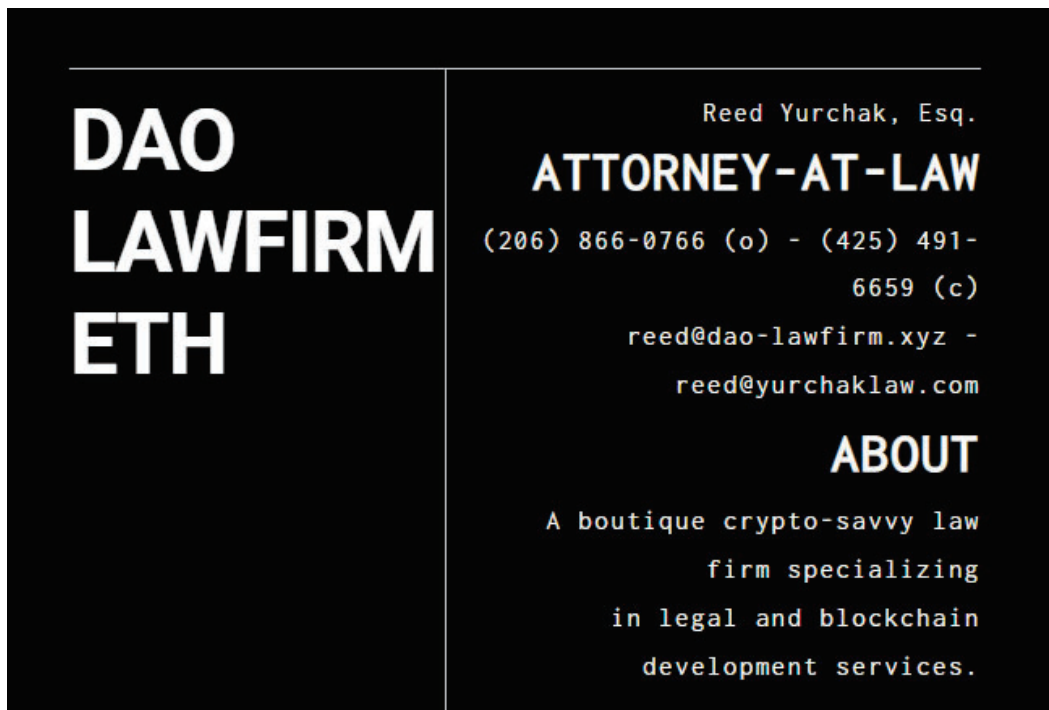 DAO
LAWFIRM
ETH
Reed Yurchak, Esq.
ATTORNEY-AT-LAW
(206) 866-0766 (o) - (425) 491-
6659 (c)
reed@dao-lawfirm.xyz -
reed@yurchaklaw.com
ABOUT
A boutique crypto-savvy law
firm specializing
in legal and blockchain
development services.